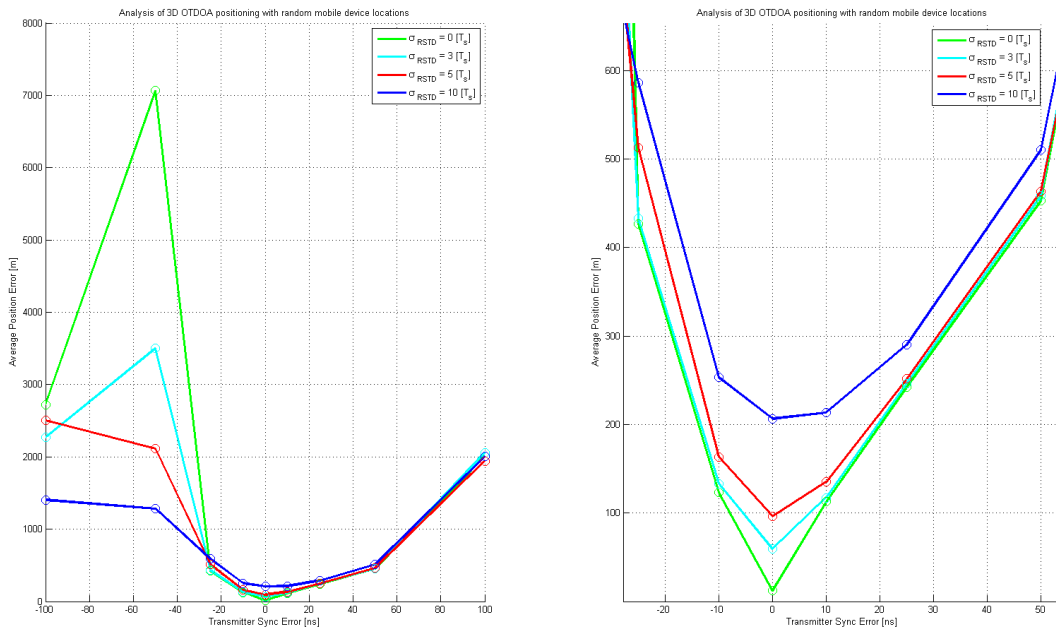 Analysis of 3D OTDOA positioning with random mobile device locations
Average Position Error [m]
8000
7000
6000
5000
4000
3000
2000
1000
0
-100
-80
-60
-40
-20
0
20
40
60
80
100
Transmitter Sync Error [ns]
σRSTD = 0 [Ts]
σRSTD = 3 [Ts]
σRSTD = 5 [Ts]
σRSTD = 10 [Ts]
Analysis of 3D OTDOA positioning with random mobile device locations
Average Position Error [m]
600
500
400
300
200
100
-20
-10
0
10
20
30
40
50
Transmitter Sync Error [ns]
σRSTD = 0 [Ts]
σRSTD = 3 [Ts]
σRSTD = 5 [Ts]
σRSTD = 10 [Ts]